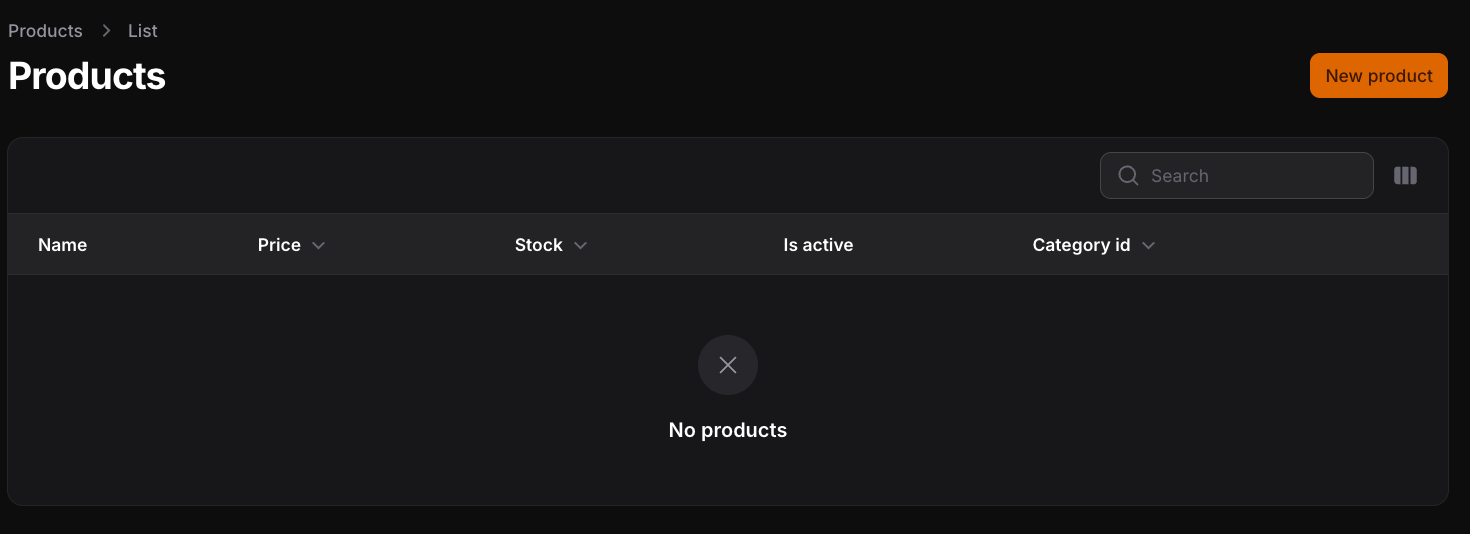 Products > List
Products
New product
Search
Name Price Stock Is active Category id
No products